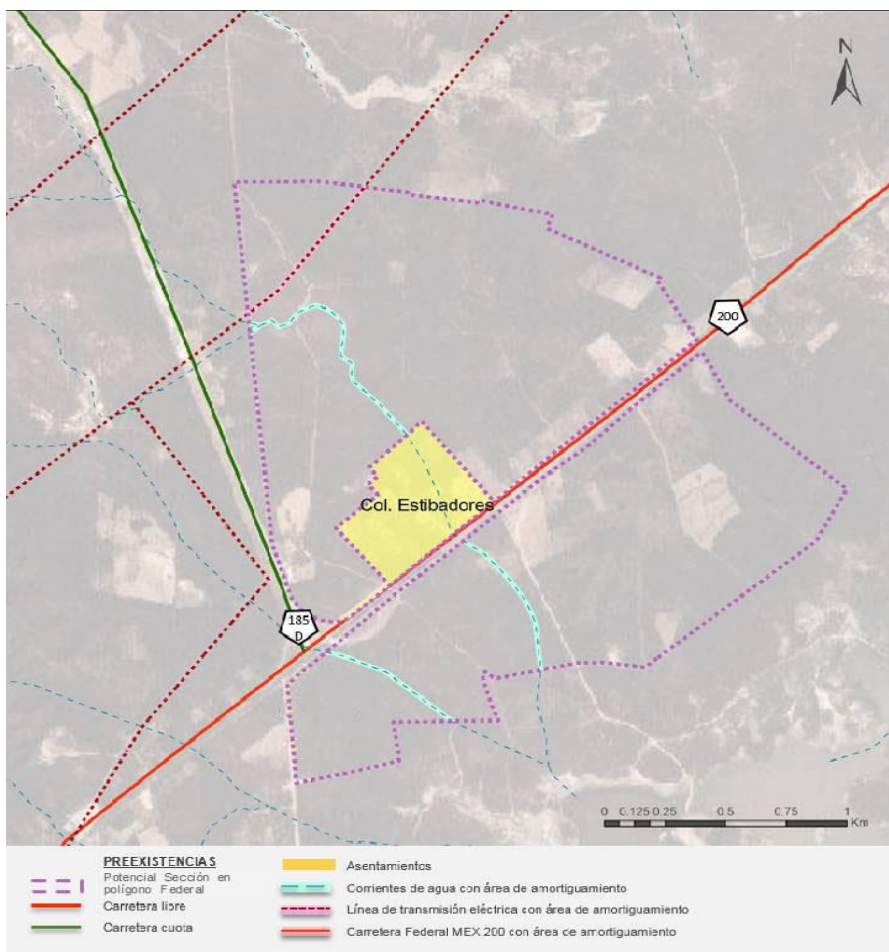 N
200
Col. Estibadores
185
D
0 0.125 0.25 0.5 0.75 1
Km
PREEXISTENCIAS
Potencial Sección en
polígono Federal
Carretera libre
Carretera cuota
Asentamientos
Corrientes de agua con área de amortiguamiento
Línea de transmisión eléctrica con área de amortiguamiento
Carretera Federal MEX 200 con área de amortiguamiento